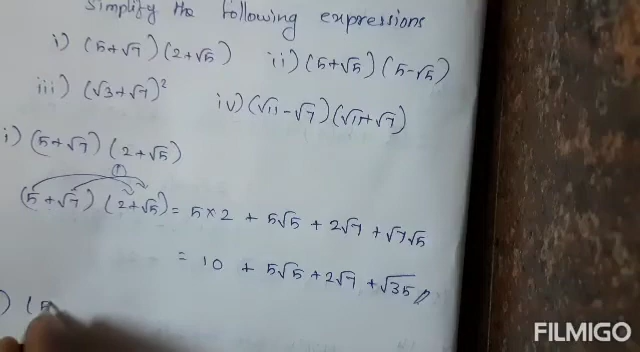 Simplify the following expressions
i) (5+√7)(2+√5) ii) (5+√5)(5-√5)
iii) (√3+√7)² iv) (√11-√7)(√11+√7)
i) (5+√7)(2+√5)
(5+√7)(2+√5) = 5×2 + 5√5 + 2√7 + √7√5
= 10 + 5√5 + 2√7 + √35 //
) (5
FILMIGO